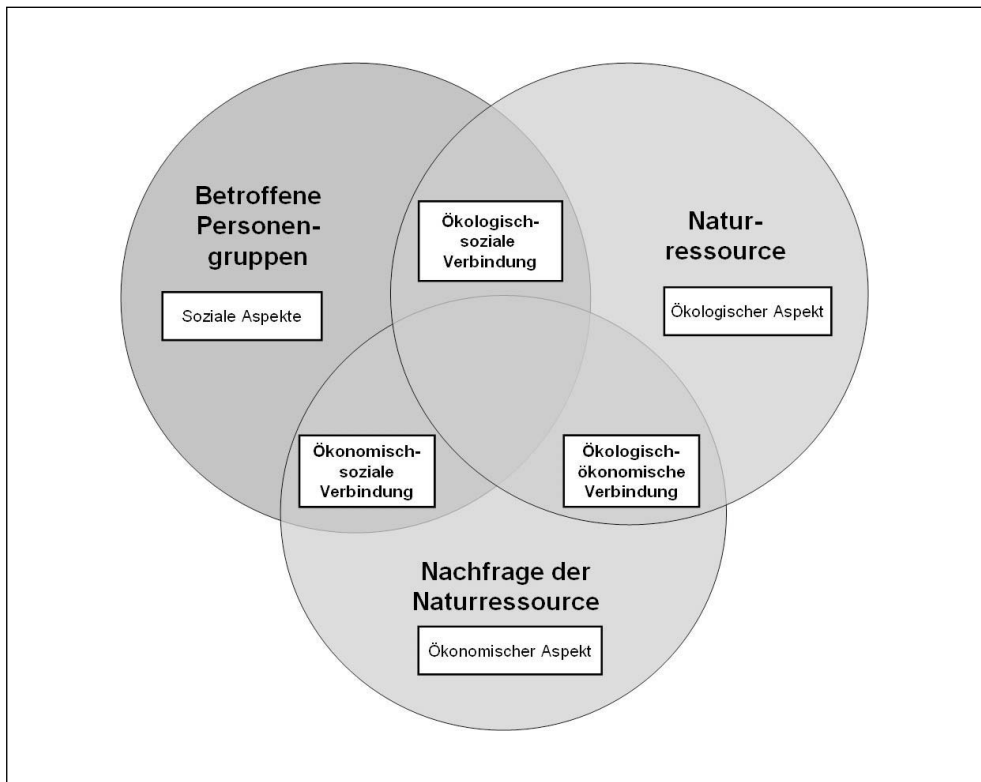 Betroffene
Personen-
gruppen
Soziale Aspekte
Ökologisch-
soziale
Verbindung
Natur-
ressource
Ökologischer Aspekt
Ökonomisch-
soziale
Verbindung
Ökologisch-
ökonomische
Verbindung
Nachfrage der
Naturressource
Ökonomischer Aspekt